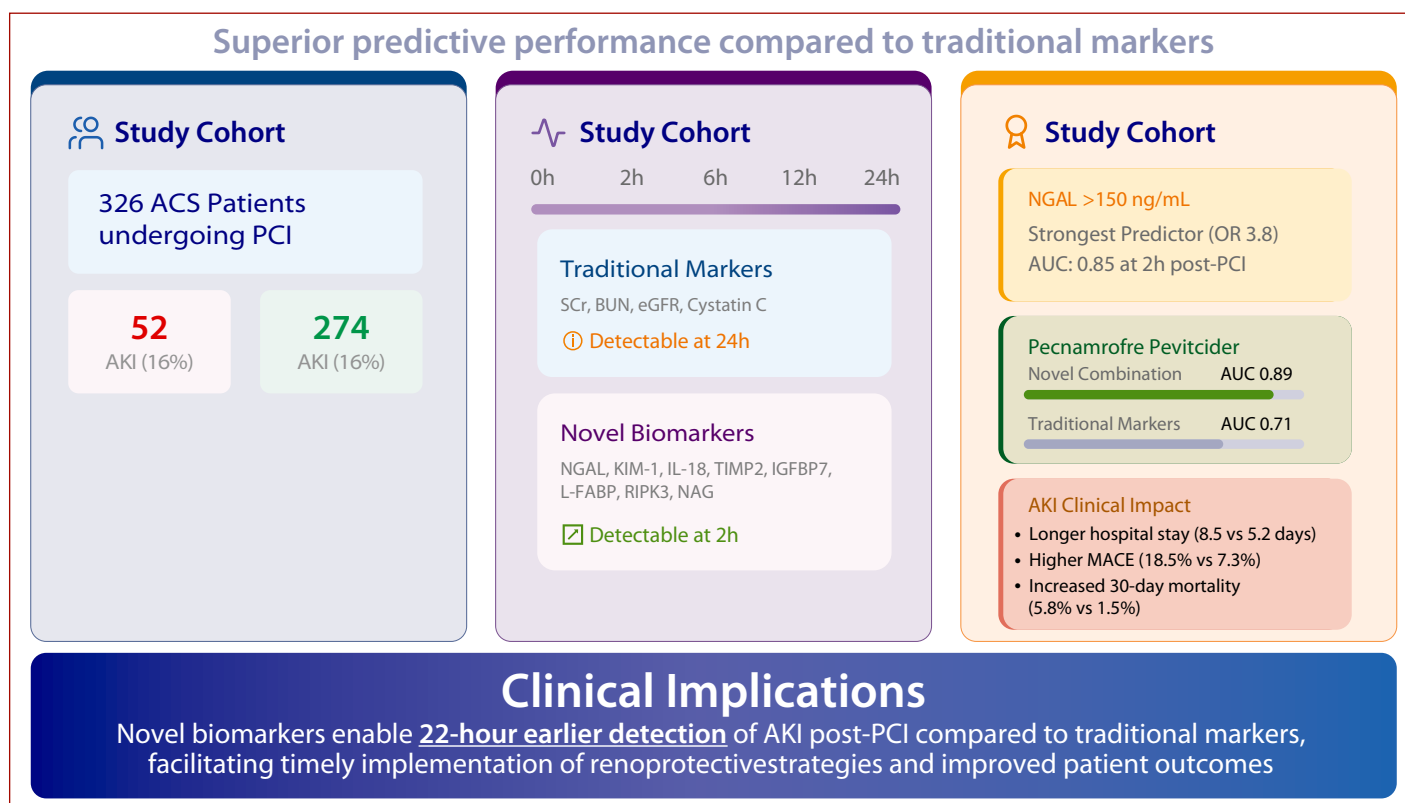 Superior predictive performance compared to traditional markers
Study Cohort
326 ACS Patients
undergoing PCI
52
AKI (16%)
274
AKI (16%)
Study Cohort
0h 2h 6h 12h 24h
Traditional Markers
SCr, BUN, eGFR, Cystatin C
Detectable at 24h
Novel Biomarkers
NGAL, KIM-1, IL-18, TIMP2, IGFBP7,
L-FABP, RIPK3, NAG
Detectable at 2h
Study Cohort
NGAL >150 ng/mL
Strongest Predictor (OR 3.8)
AUC: 0.85 at 2h post-PCI
Pecnamrofre Pevitcider
Novel Combination AUC 0.89
Traditional Markers AUC 0.71
AKI Clinical Impact
• Longer hospital stay (8.5 vs 5.2 days)
• Higher MACE (18.5% vs 7.3%)
• Increased 30-day mortality
(5.8% vs 1.5%)
Clinical Implications
Novel biomarkers enable 22-hour earlier detection of AKI post-PCI compared to traditional markers,
facilitating timely implementation of renoprotectivestrategies and improved patient outcomes